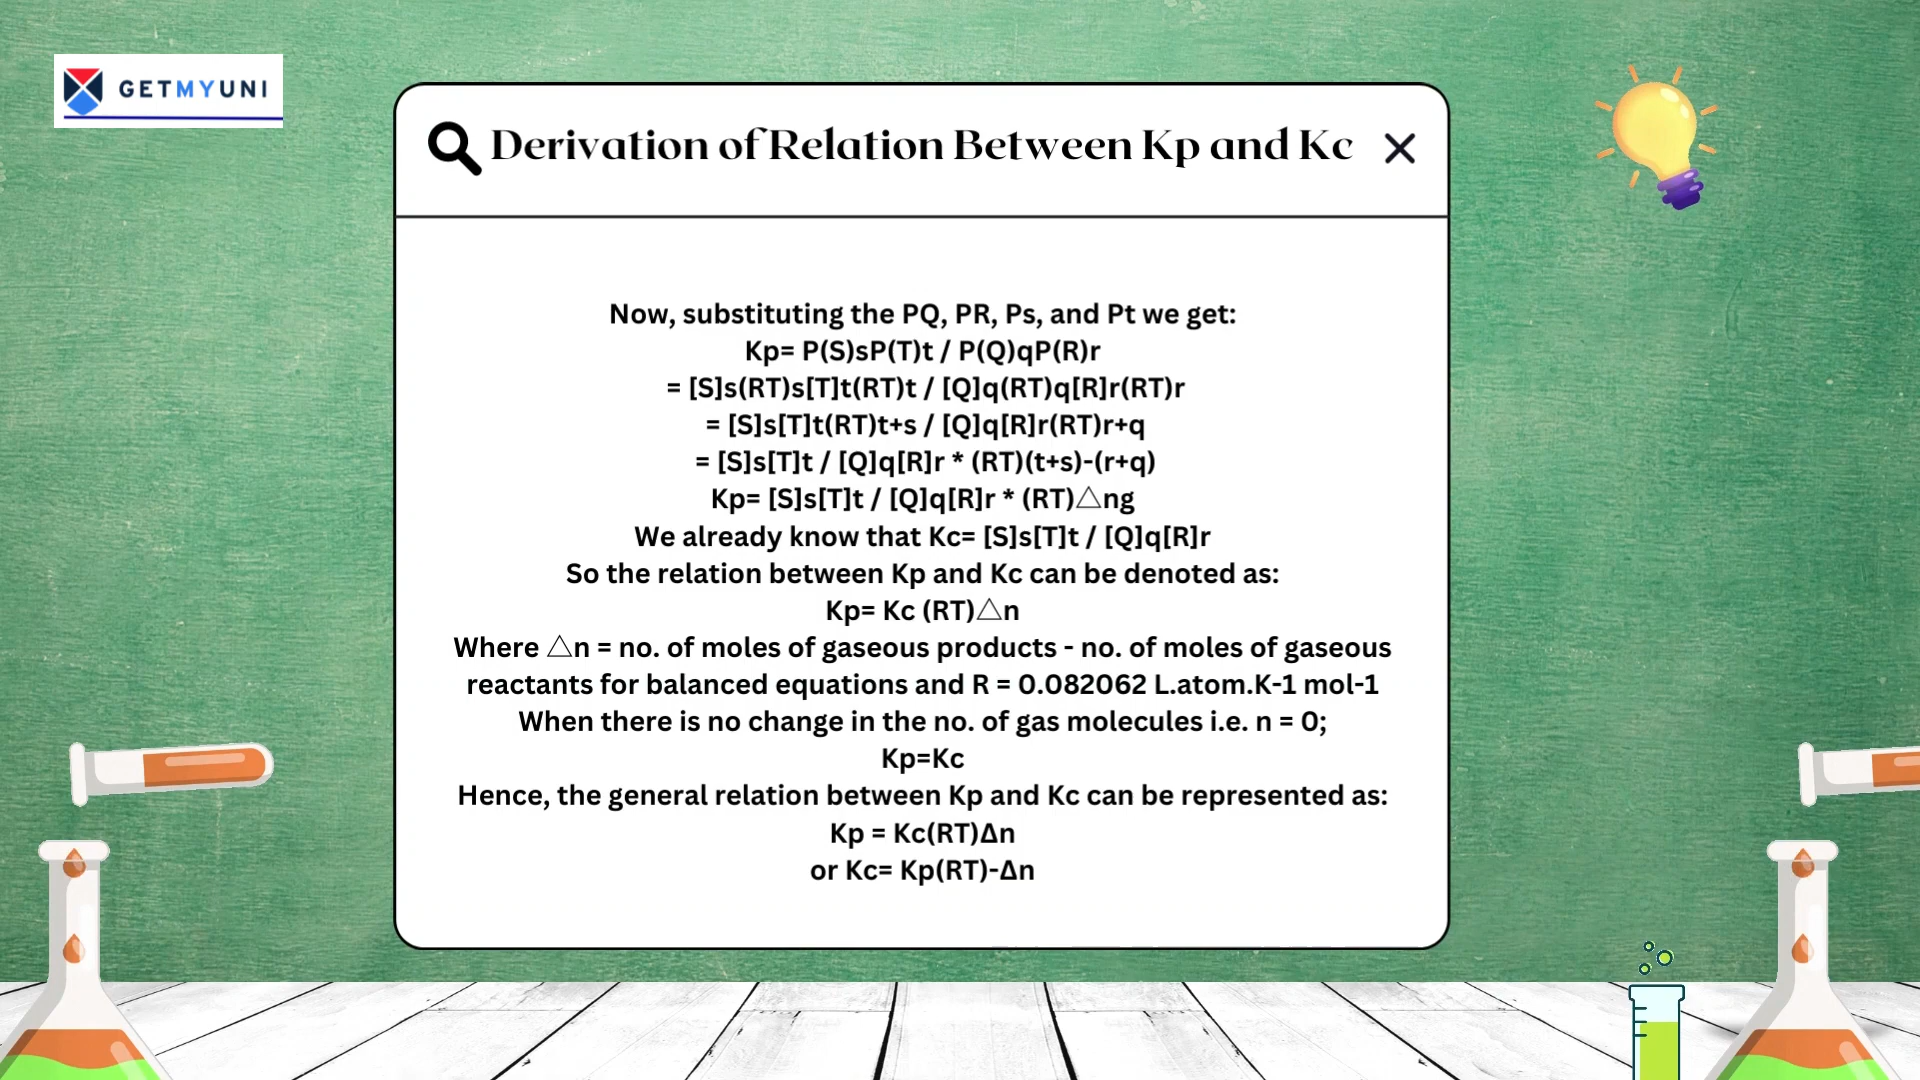 GETMYUNI
Derivation of Relation Between Kp and Kc
Now, substituting the PQ, PR, Ps, and Pt we get:
Kp= P(S)sP(T)t / P(Q)qP(R)r
= [S]s(RT)s[T]t(RT)t / [Q]q(RT)q[R]r(RT)r
= [S]s[T]t(RT)t+s / [Q]q[R]r(RT)r+q
= [S]s[T]t / [Q]q[R]r * (RT)(t+s)-(r+q)
Kp= [S]s[T]t / [Q]q[R]r * (RT)△ng
We already know that Kc= [S]s[T]t / [Q]q[R]r
So the relation between Kp and Kc can be denoted as:
Kp= Kc (RT)△n
Where △n = no. of moles of gaseous products - no. of moles of gaseous
reactants for balanced equations and R = 0.082062 L.atom.K-1 mol-1
When there is no change in the no. of gas molecules i.e. n = 0;
Kp=Kc
Hence, the general relation between Kp and Kc can be represented as:
Kp = Kc(RT)Δn
or Kc= Kp(RT)-Δn